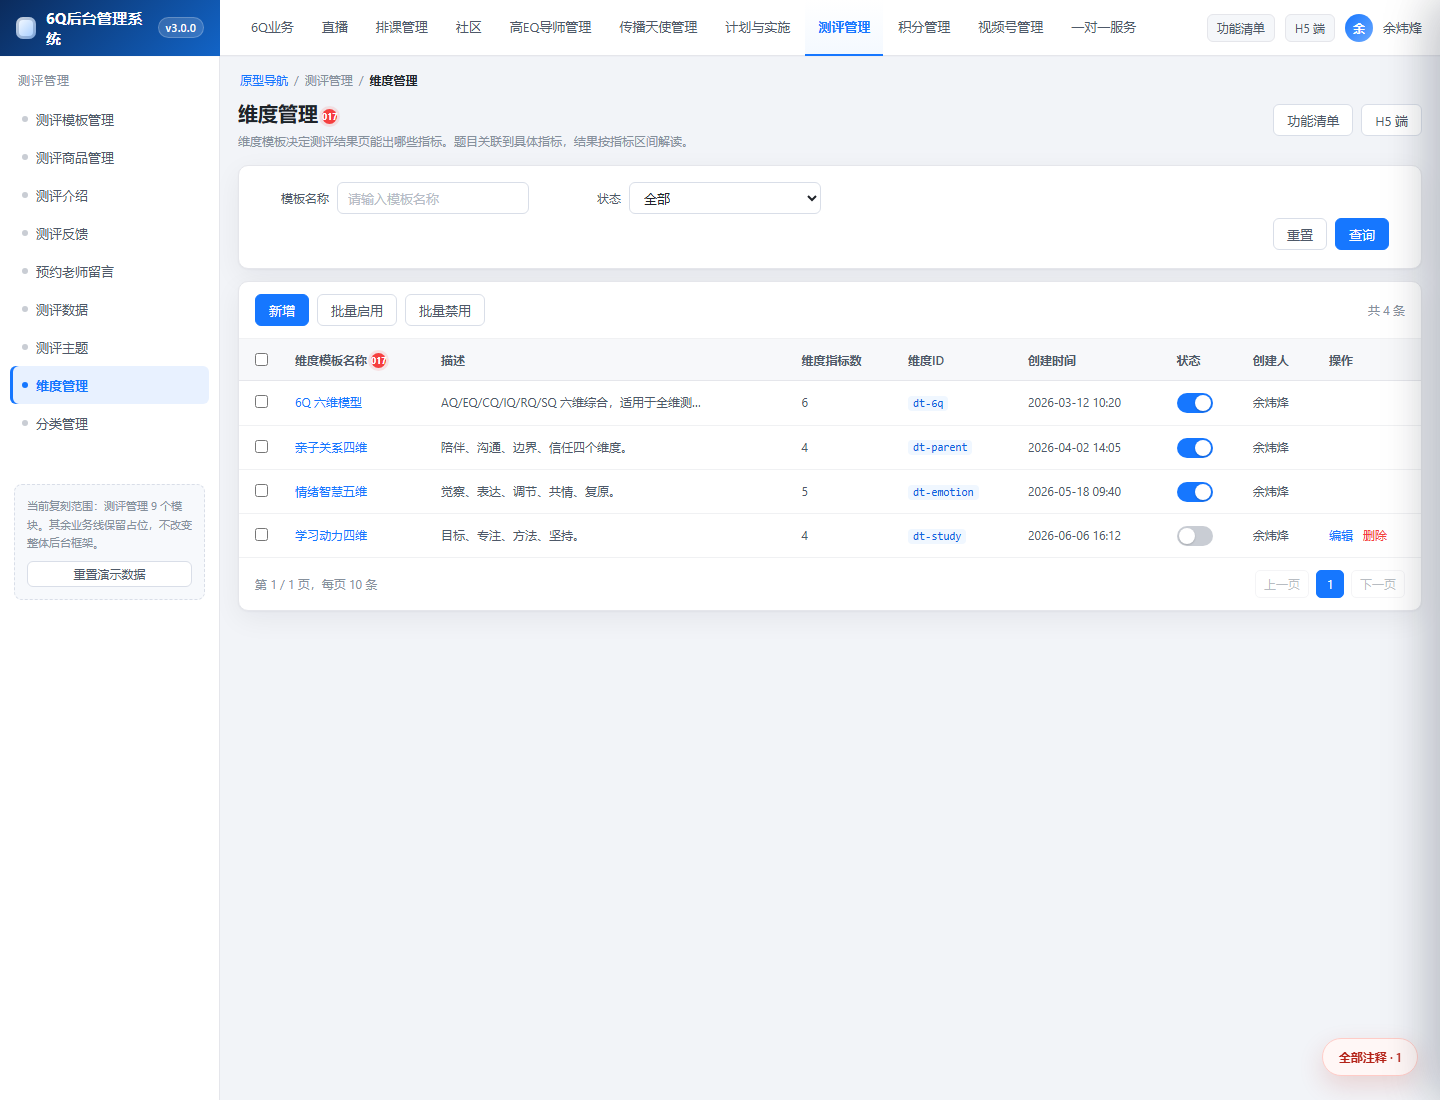 6Q后台管理系统 v3.0.0
6Q业务 直播 排课管理 社区 高EQ导师管理 传播天使管理 计划与实施 测评管理 积分管理 视频号管理 一对一服务 功能清单 H5 端 余 余炜烽
测评管理
测评模板管理
测评商品管理
测评介绍
测评反馈
预约老师留言
测评数据
测评主题
维度管理
分类管理
当前复刻范围：测评管理 9 个模
块。其余业务线保留占位，不改变
整体后台框架。
重置演示数据
原型导航 / 测评管理 / 维度管理
维度管理 017
维度模板决定测评结果页能出哪些指标。题目关联到具体指标，结果按指标区间解读。
功能清单 H5 端
模板名称 请输入模板名称 状态 全部
重置 查询
新增 批量启用 批量禁用 共 4 条
维度模板名称 017 描述 维度指标数 维度ID 创建时间 状态 创建人 操作
6Q 六维模型 AQ/EQ/CQ/IQ/RQ/SQ 六维综合，适用于全维测... 6 dt-6q 2026-03-12 10:20 余炜烽
亲子关系四维 陪伴、沟通、边界、信任四个维度。 4 dt-parent 2026-04-02 14:05 余炜烽
情绪智慧五维 觉察、表达、调节、共情、复原。 5 dt-emotion 2026-05-18 09:40 余炜烽
学习动力四维 目标、专注、方法、坚持。 4 dt-study 2026-06-06 16:12 余炜烽 编辑 删除
第 1 / 1 页，每页 10 条 上一页 1 下一页
全部注释 · 1